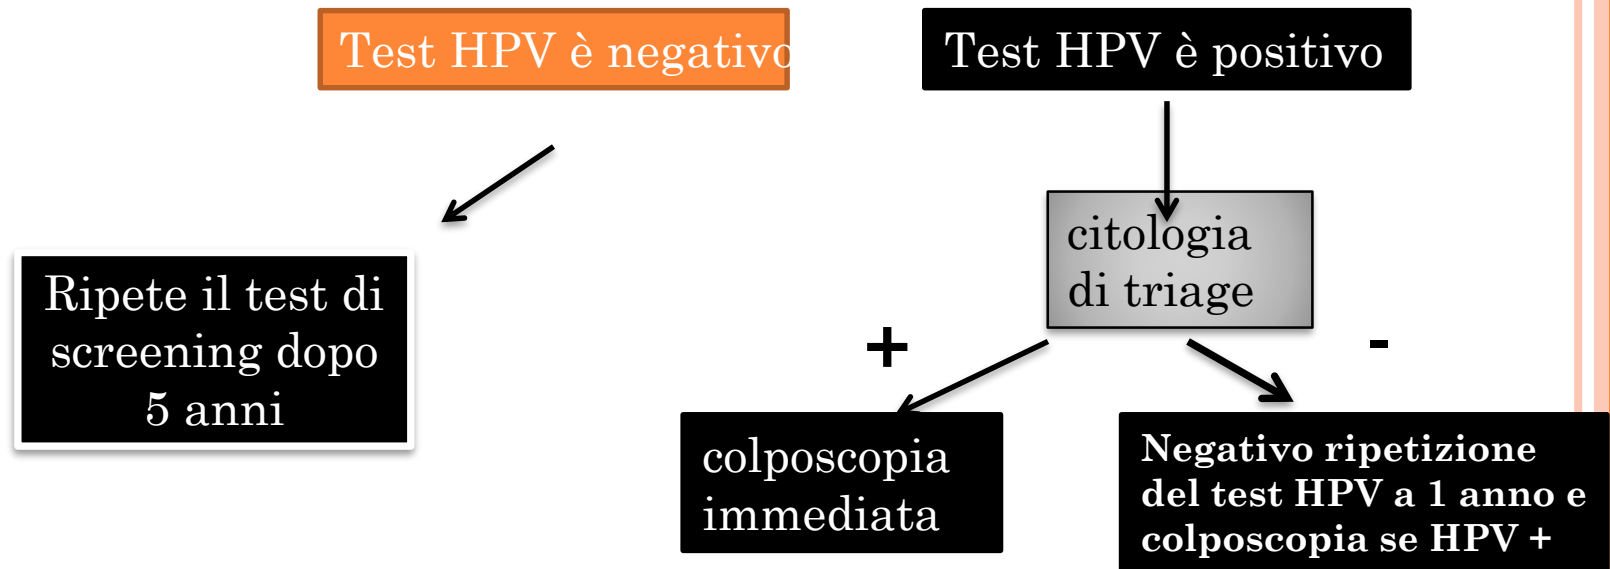 Test HPV è negativo
Test HPV è positivo
citologia
di triage
Ripete il test di
screening dopo
5 anni
+
-
colposcopia
immediata
Negativo ripetizione
del test HPV a 1 anno e
colposcopia se HPV +